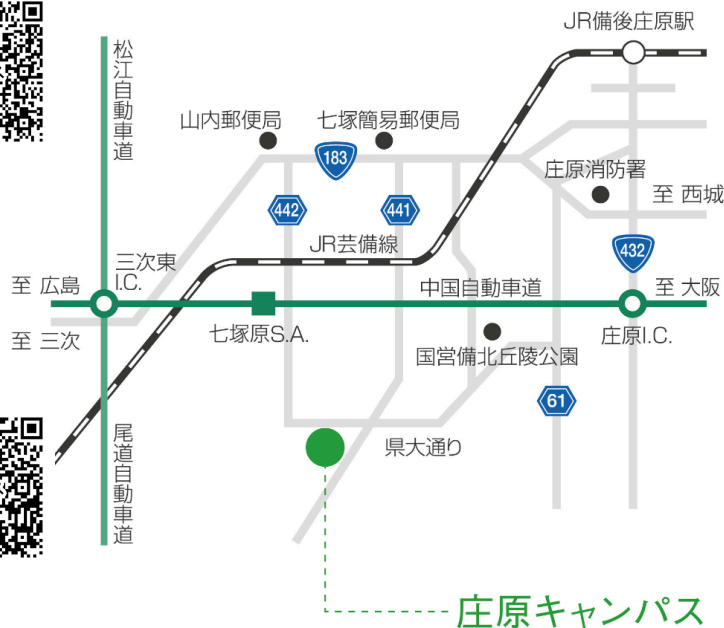 JR備後庄原駅
松江自動車道
山内郵便局
七塚簡易郵便局
183
庄原消防署
442
441
至 西城
JR芸備線
432
三次東
I.C.
至 広島
中国自動車道
至 大阪
至 三次
七塚原S.A.
庄原I.C.
国営備北丘陵公園
61
尾道自動車道
県大通り
庄原キャンパス